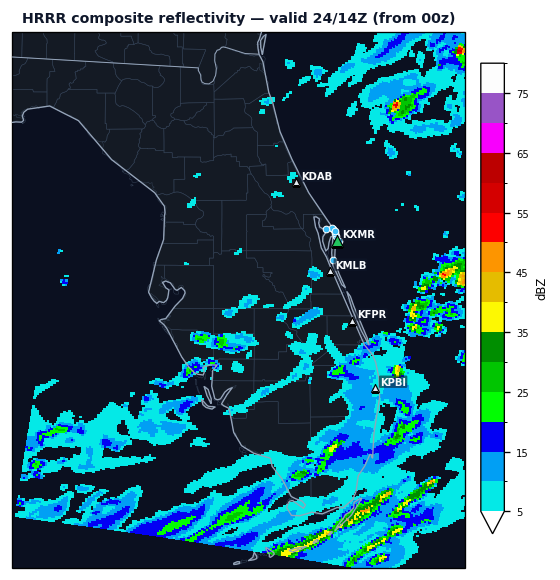 HRRR composite reflectivity — valid 24/14Z (from 00z)
KDAB
KXMR
KMLB
KFPR
KPBI
75
65
55
45
35
25
15
5
dBZ